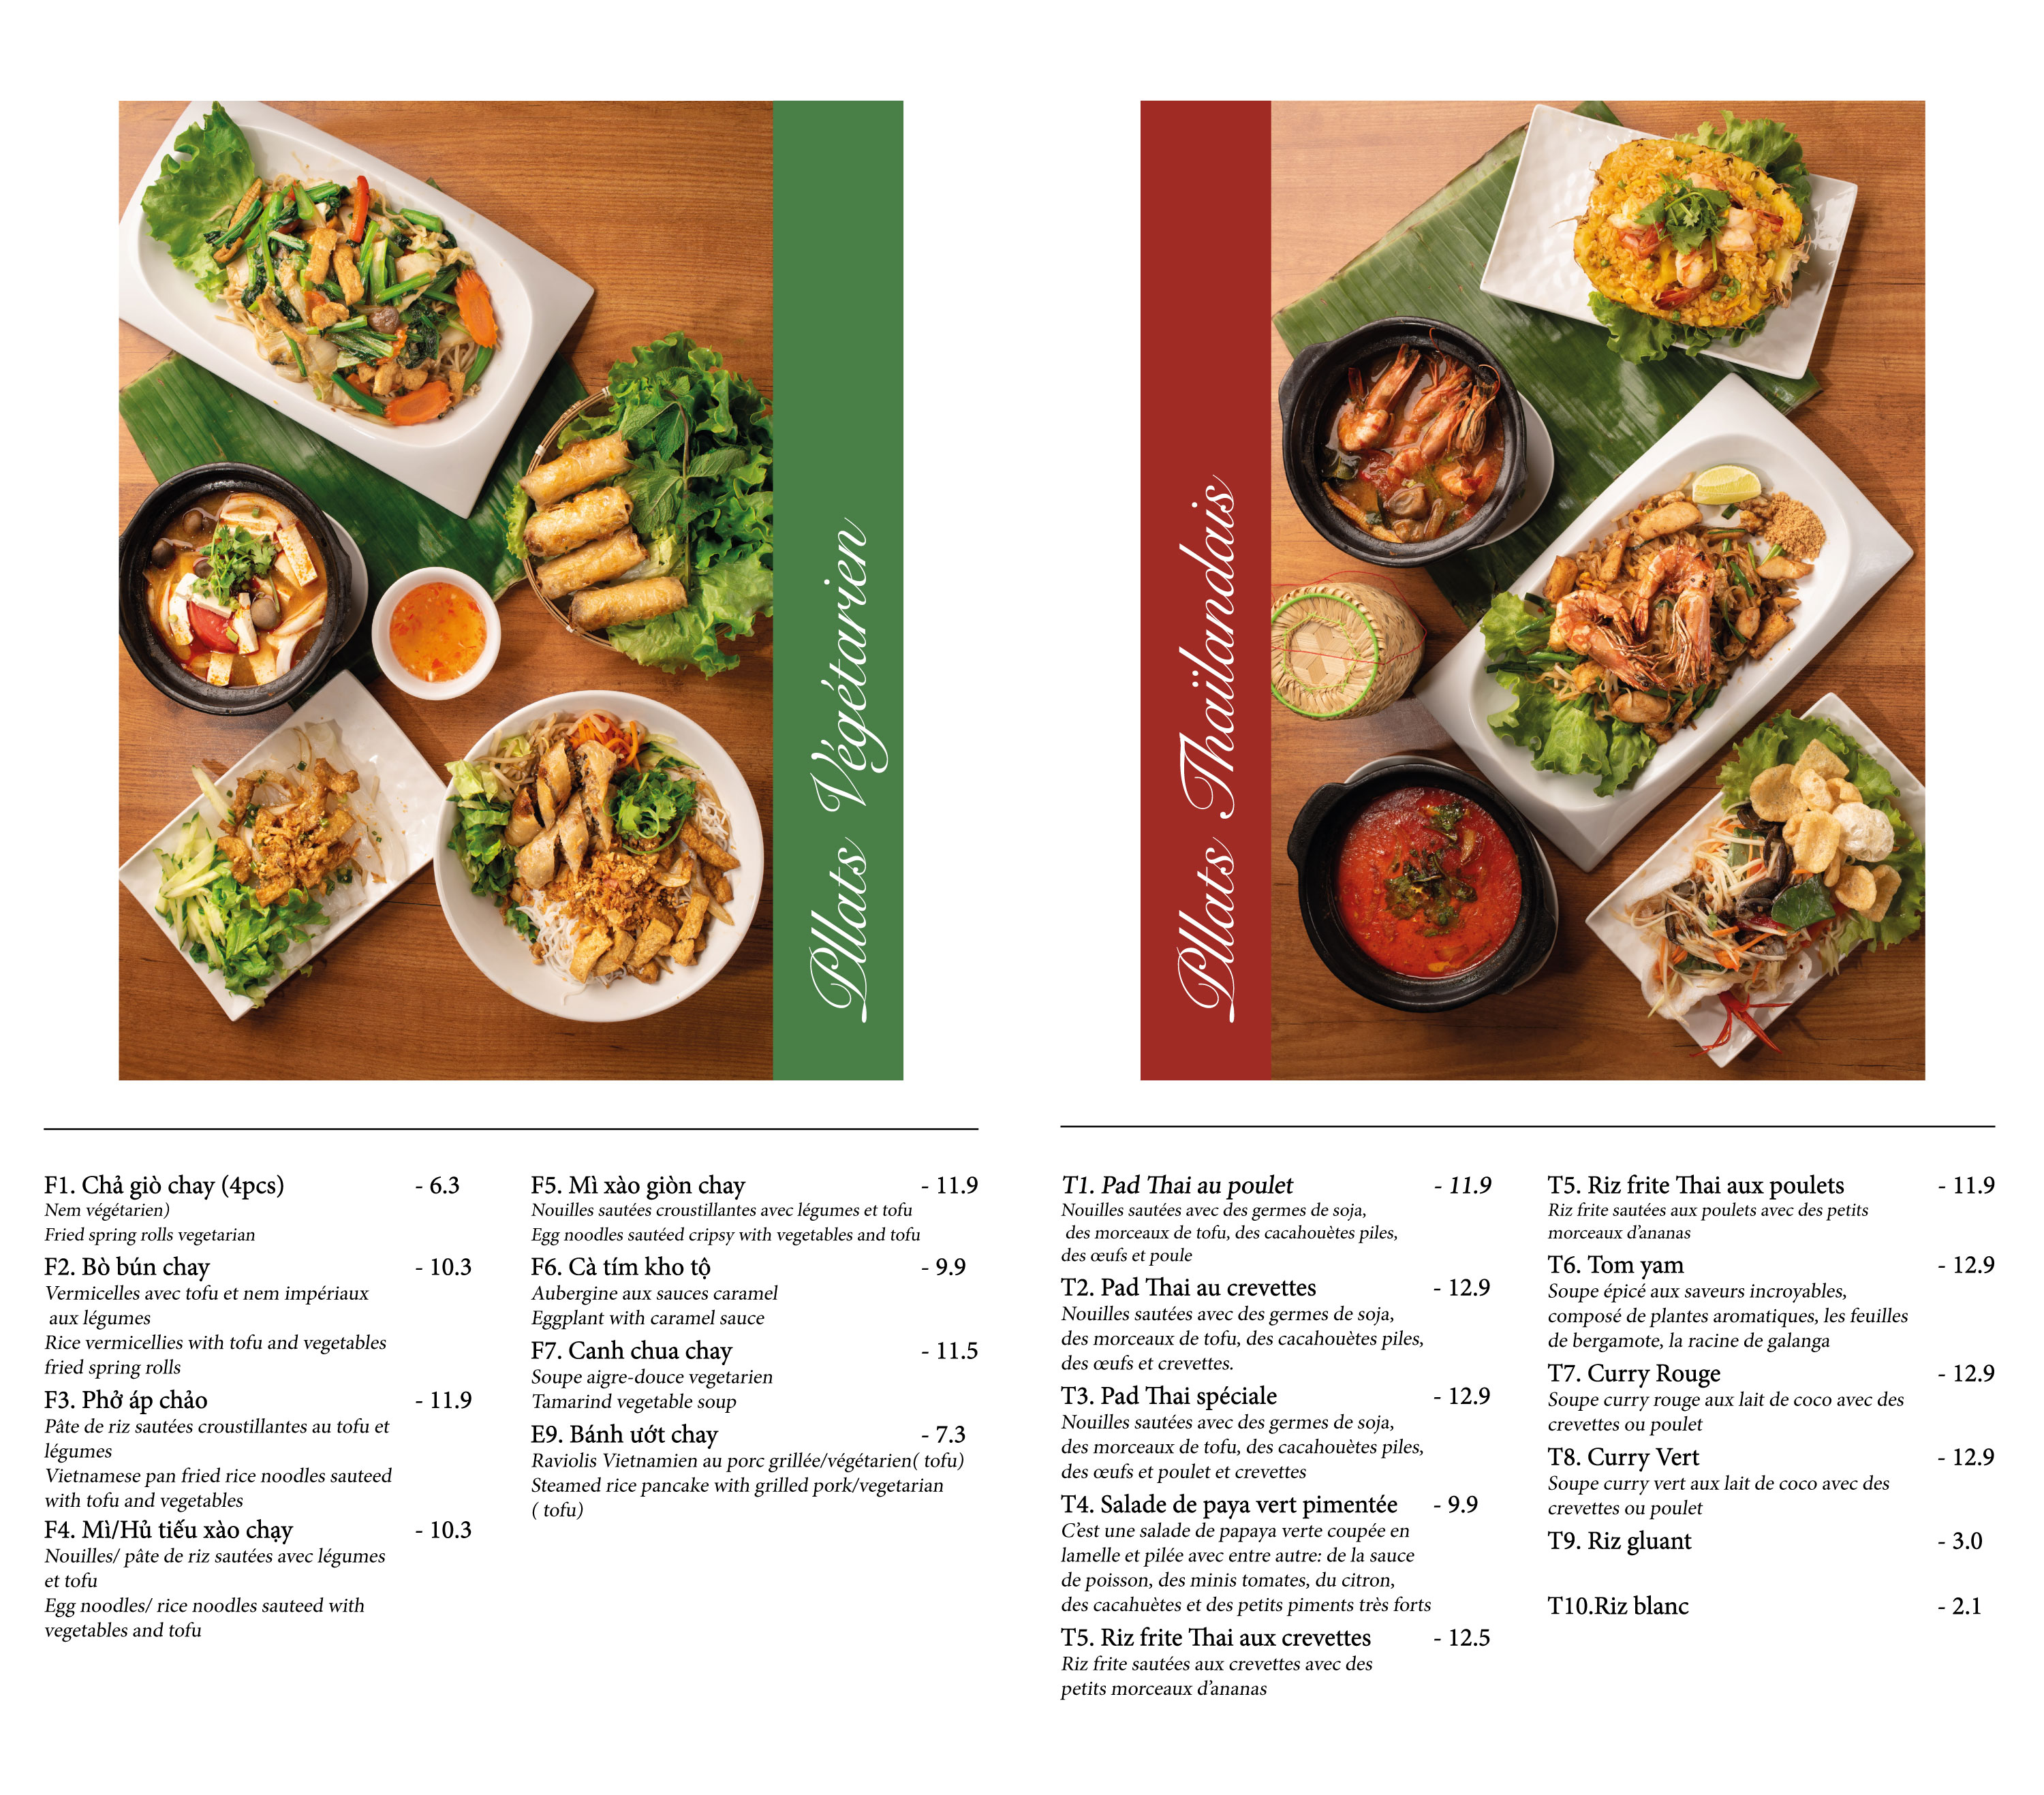 Pllats Végétarien
Pllats Thaïlandais
F1. Chả giò chay (4pcs) - 6.3
Nem végétarien)
Fried spring rolls vegetarian
F2. Bò bún chay - 10.3
Vermicelles avec tofu et nem impériaux
aux légumes
Rice vermicellies with tofu and vegetables
fried spring rolls
F3. Phở áp chảo - 11.9
Pâte de riz sautées croustillantes au tofu et
légumes
Vietnamese pan fried rice noodles sauteed
with tofu and vegetables
F4. Mì/Hủ tiếu xào chạy - 10.3
Nouilles/ pâte de riz sautées avec légumes
et tofu
Egg noodles/ rice noodles sauteed with
vegetables and tofu
F5. Mì xào giòn chay - 11.9
Nouilles sautées croustillantes avec légumes et tofu
Egg noodles sautéed cripsy with vegetables and tofu
F6. Cà tím kho tộ - 9.9
Aubergine aux sauces caramel
Eggplant with caramel sauce
F7. Canh chua chay - 11.5
Soupe aigre-douce vegetarien
Tamarind vegetable soup
E9. Bánh ướt chay - 7.3
Raviolis Vietnamien au porc grillée/végétarien( tofu)
Steamed rice pancake with grilled pork/vegetarian
( tofu)
T1. Pad Thai au poulet - 11.9
Nouilles sautées avec des germes de soja,
des morceaux de tofu, des cacahouètes piles,
des œufs et poule
T2. Pad Thai au crevettes - 12.9
Nouilles sautées avec des germes de soja,
des morceaux de tofu, des cacahouètes piles,
des œufs et crevettes.
T3. Pad Thai spéciale - 12.9
Nouilles sautées avec des germes de soja,
des morceaux de tofu, des cacahouètes piles,
des œufs et poulet et crevettes
T4. Salade de paya vert pimentée - 9.9
C'est une salade de papaya verte coupée en
lamelle et pilée avec entre autre: de la sauce
de poisson, des minis tomates, du citron,
des cacahuètes et des petits piments très forts
T5. Riz frite Thai aux crevettes - 12.5
Riz frite sautées aux crevettes avec des
petits morceaux d'ananas
T5. Riz frite Thai aux poulets - 11.9
Riz frite sautées aux poulets avec des petits
morceaux d'ananas
T6. Tom yam - 12.9
Soupe épicé aux saveurs incroyables,
composé de plantes aromatiques, les feuilles
de bergamote, la racine de galanga
T7. Curry Rouge - 12.9
Soupe curry rouge aux lait de coco avec des
crevettes ou poulet
T8. Curry Vert - 12.9
Soupe curry vert aux lait de coco avec des
crevettes ou poulet
T9. Riz gluant - 3.0
T10.Riz blanc - 2.1